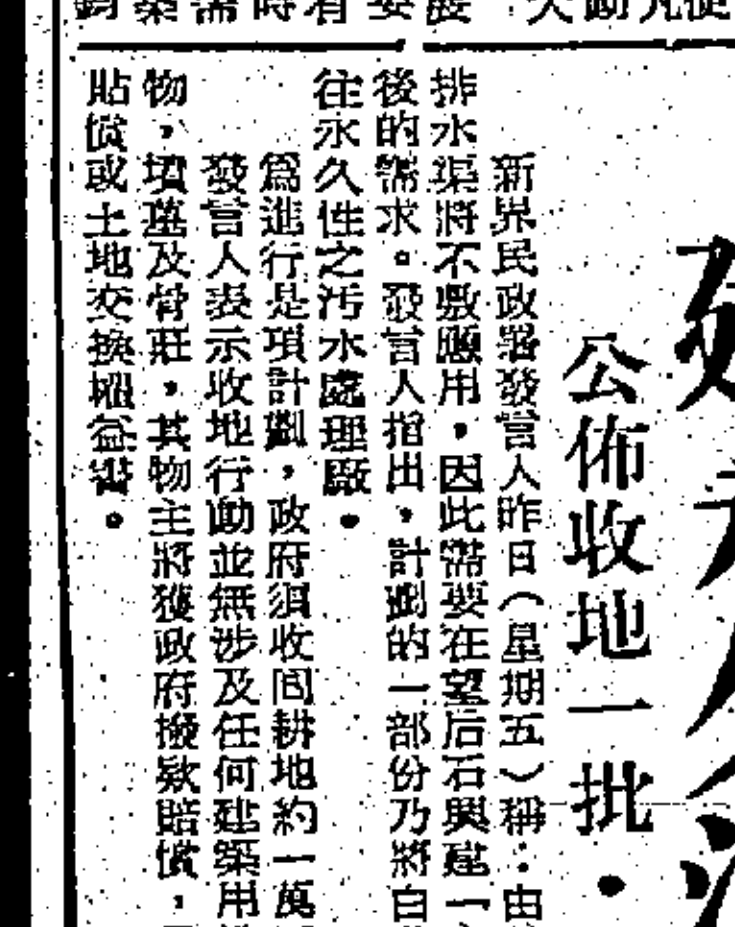 公佈收地一批・
新界民政署發言人昨日（星期五）稱：由
排水渠將不敷應用，因此需要在望后石興建一
後的需求。發言人指出，計劃的一部份乃將白
往永久性之污水處理廠。
爲進行是項計劃，政府須收回耕地約一萬
發言人表示收地行動並無涉及任何建築用
物，墳墓及骨莊，其物主將獲政府撥欵賠償，
貼償或土地交換權益書。